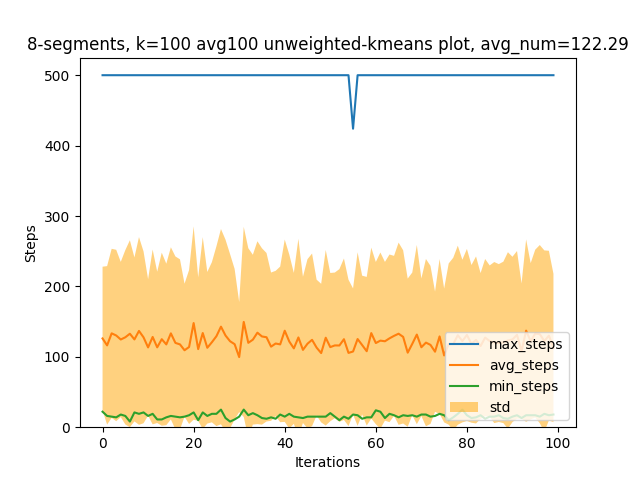 8-segments, k=100 avg100 unweighted-kmeans plot, avg_num=122.29
500
400
300
200
100
0
Steps
max_steps
avg_steps
min_steps
std
0
20
40
60
80
100
Iterations